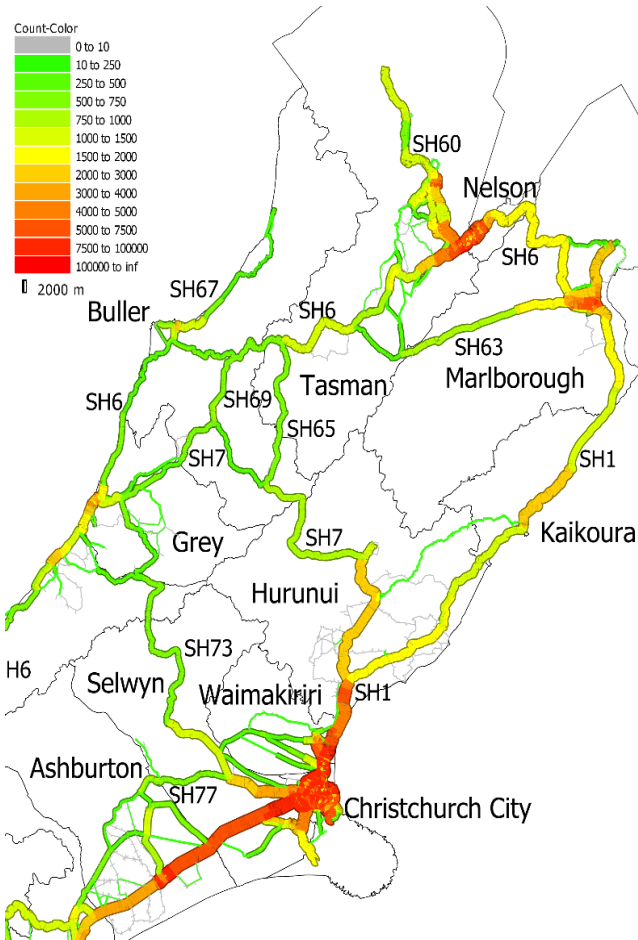 Count-Color
0 to 10
10 to 250
250 to 500
500 to 750
750 to 1000
1000 to 1500
1500 to 2000
2000 to 3000
3000 to 4000
4000 to 5000
5000 to 7500
7500 to 100000
100000 to inf
2000 m
SH60
Nelson
SH6
SH67
Buller
SH6
SH63
Tasman
Marlborough
SH6
SH69
SH65
SH7
SH1
Kaikoura
SH7
Grey
Hurunui
SH73
H6
Selwyn
Waimakiriri
SH1
Ashburton
SH77
Christchurch City